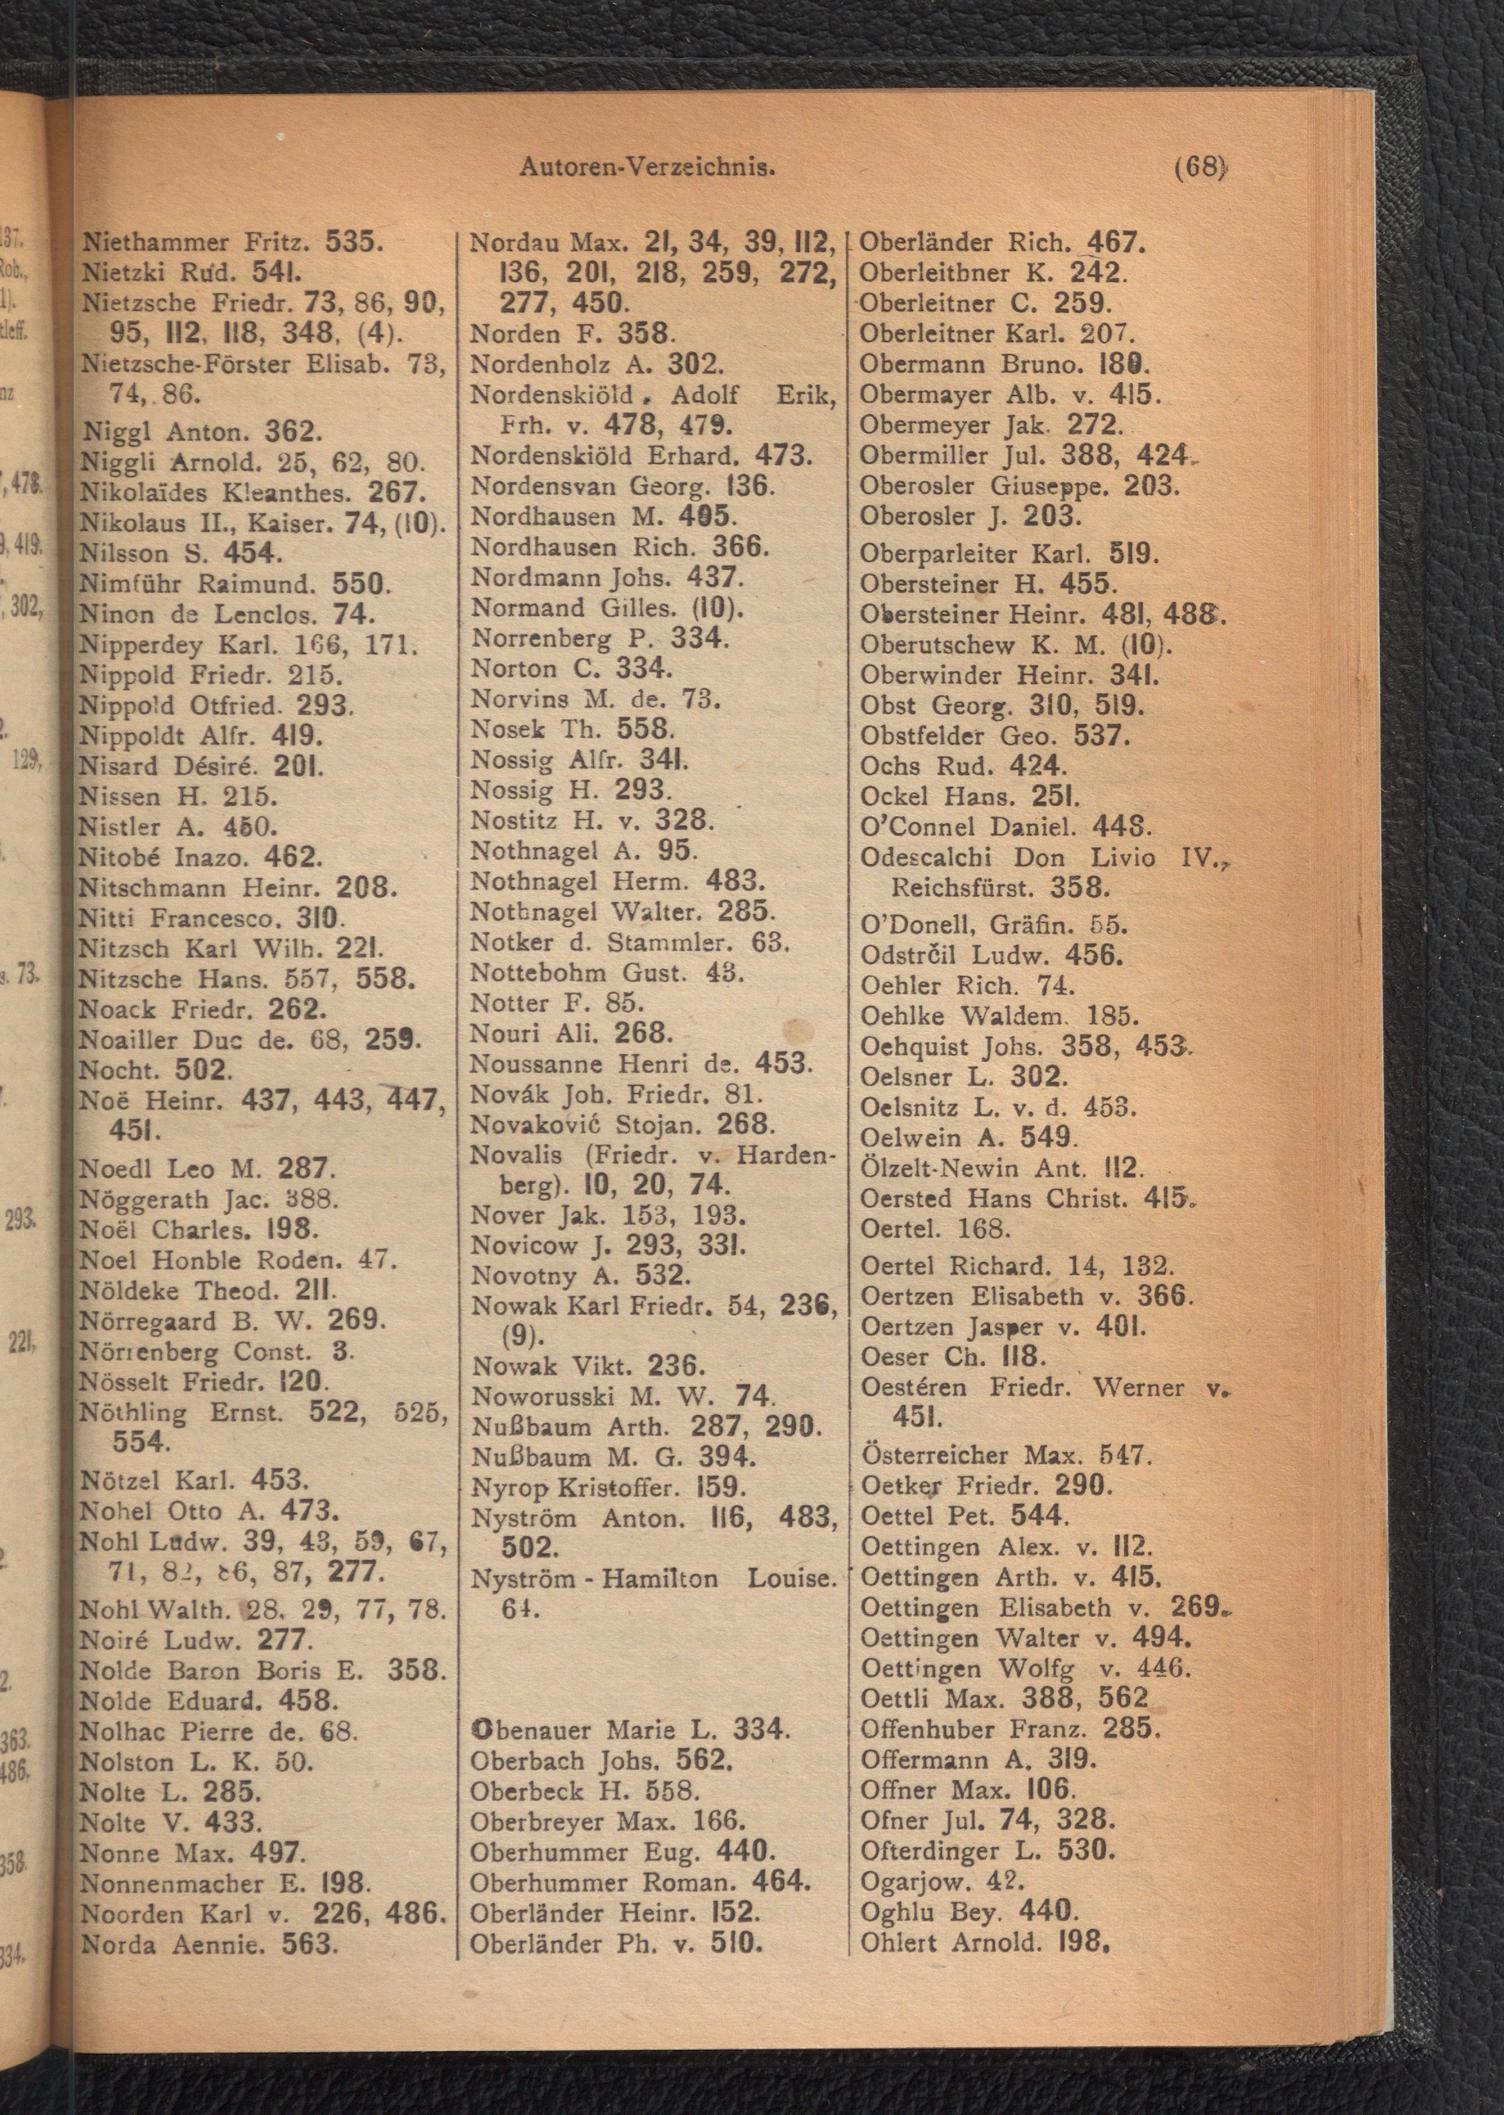 Autoren-Verzeichnis.
(68)
Niethammer Fritz. 535.
Nietzki Rud. 541.
Nietzsche Friedr. 73, 86, 90,
95, 112, 118, 348, (4).
Nietzsche-Förster Elisab. 73,
74, 86.
Niggl Anton. 362.
Niggli Arnold. 25, 62, 80.
Nikolaïdes Kleanthes. 267.
Nikolaus II., Kaiser. 74, (10).
Nilsson S. 454.
Nimführ Raimund. 550.
Ninon de Lenclos. 74.
Nipperdey Karl. 166, 171.
Nippold Friedr. 215.
Nippold Otfried. 293.
Nippoldt Alfr. 419.
Nisard Désiré. 201.
Nissen H. 215.
Nistler A. 450.
Nitobé Inazo. 462.
Nitschmann Heinr. 208.
Nitti Francesco. 310.
Nitzsch Karl Wilh. 221.
Nitzsche Hans. 557, 558.
Noack Friedr. 262.
Noailler Duc de. 68, 259.
Nocht. 502.
Noë Heinr. 437, 443, 447,
451.
Noedl Leo M. 287.
Nöggerath Jac. 388.
Noël Charles. 198.
Noel Honble Roden. 47.
Nöldeke Theod. 211.
Nörregaard B. W. 269.
Nörrenberg Const. 3.
Nösselt Friedr. 120.
Nöthling Ernst. 522, 525,
554.
Nötzel Karl. 453.
Nohel Otto A. 473.
Nohl Ludw. 39, 43, 59, 67,
71, 82, 86, 87, 277.
Nohl Walth. 28, 29, 77, 78.
Noiré Ludw. 277.
Nolde Baron Boris E. 358.
Nolde Eduard. 458.
Nolhac Pierre de. 68.
Nolston L. K. 50.
Nolte L. 285.
Nolte V. 433.
Nonne Max. 497.
Nonnenmacher E. 198.
Noorden Karl v. 226, 486.
Norda Aennie. 563.
Nordau Max. 21, 34, 39, 112,
136, 201, 218, 259, 272,
277, 450.
Norden F. 358.
Nordenholz A. 302.
Nordenskiöld, Adolf Erik,
Frh. v. 478, 479.
Nordenskiöld Erhard. 473.
Nordensvan Georg. 136.
Nordhausen M. 405.
Nordhausen Rich. 366.
Nordmann Johs. 437.
Normand Gilles. (10).
Norrenberg P. 334.
Norton C. 334.
Norvins M. de. 73.
Nosek Th. 558.
Nossig Alfr. 341.
Nossig H. 293.
Nostitz H. v. 328.
Nothnagel A. 95.
Nothnagel Herm. 483.
Nothnagel Walter. 285.
Notker d. Stammler. 63.
Nottebohm Gust. 43.
Notter F. 85.
Nouri Ali. 268.
Noussanne Henri de. 453.
Novák Joh. Friedr. 81.
Novaković Stojan. 268.
Novalis (Friedr. v. Harden-
berg). 10, 20, 74.
Nover Jak. 153, 193.
Novicow J. 293, 331.
Novotny A. 532.
Nowak Karl Friedr. 54, 236,
(9).
Nowak Vikt. 236.
Noworusski M. W. 74.
Nußbaum Arth. 287, 290.
Nußbaum M. G. 394.
Nyrop Kristoffer. 159.
Nyström Anton. 116, 483,
502.
Nyström-Hamilton Louise.
64.
Obenauer Marie L. 334.
Oberbach Johs. 562.
Oberbeck H. 558.
Oberbreyer Max. 166.
Oberhummer Eug. 440.
Oberhummer Roman. 464.
Oberländer Heinr. 152.
Oberländer Ph. v. 510.
Oberländer Rich. 467.
Oberleithner K. 242.
Oberleitner C. 259.
Oberleitner Karl. 207.
Obermann Bruno. 180.
Obermayer Alb. v. 415.
Obermeyer Jak. 272.
Obermiller Jul. 388, 424.
Oberosler Giuseppe. 203.
Oberosler J. 203.
Oberparleiter Karl. 519.
Obersteiner H. 455.
Obersteiner Heinr. 481, 488.
Oberutschew K. M. (10).
Oberwinder Heinr. 341.
Obst Georg. 310, 519.
Obstfelder Geo. 537.
Ochs Rud. 424.
Ockel Hans. 251.
O'Connel Daniel. 448.
Odescalchi Don Livio IV.,
Reichsfürst. 358.
O'Donell, Gräfin. 55.
Odstrčil Ludw. 456.
Oehler Rich. 74.
Oehlke Waldem. 185.
Oehquist Johs. 358, 453.
Oelsner L. 302.
Oelsnitz L. v. d. 453.
Oelwein A. 549.
Ölzelt-Newin Ant. 112.
Oersted Hans Christ. 415.
Oertel. 168.
Oertel Richard. 14, 132.
Oertzen Elisabeth v. 366.
Oertzen Jasper v. 401.
Oeser Ch. 118.
Oestéren Friedr. Werner v.
451.
Österreicher Max. 547.
Oetker Friedr. 290.
Oettel Pet. 544.
Oettingen Alex. v. 112.
Oettingen Arth. v. 415.
Oettingen Elisabeth v. 269.
Oettingen Walter v. 494.
Oettingen Wolfg v. 446.
Oettli Max. 388, 562
Offenhuber Franz. 285.
Offermann A. 319.
Offner Max. 106.
Ofner Jul. 74, 328.
Ofterdinger L. 530.
Ogarjow. 42.
Oghlu Bey. 440.
Ohlert Arnold. 198.